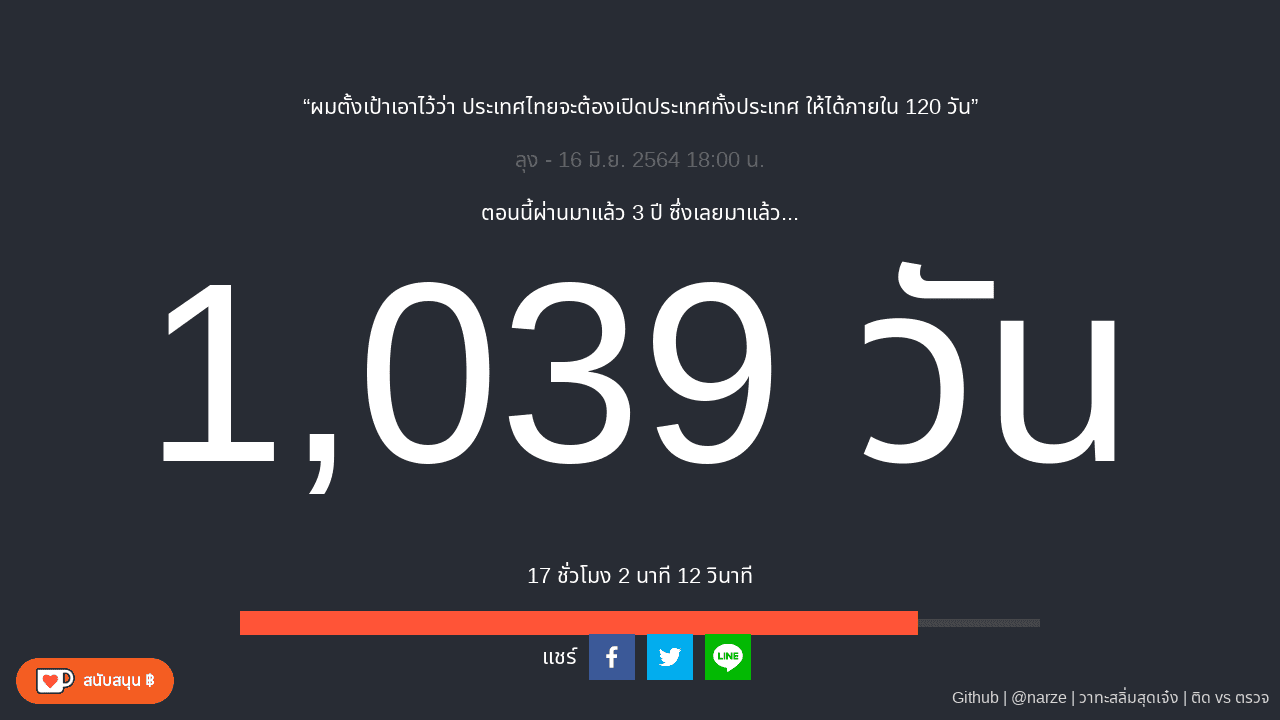 “ผมตั้งเป้าเอาไว้ว่า ประเทศไทยจะต้องเปิดประเทศทั้งประเทศ ให้ได้ภายใน 120 วัน”
ลุง - 16 มิ.ย. 2564 18:00 น.
ตอนนี้ผ่านมาแล้ว 3 ปี ซึ่งเลยมาแล้ว...
1,039 วัน
17 ชั่วโมง 2 นาที 12 วินาที
แชร์
LINE
สนับสนุน ฿
Github | @narze | วาทะสลิ่มสุดเจ๋ง | ติด vs ตรวจ